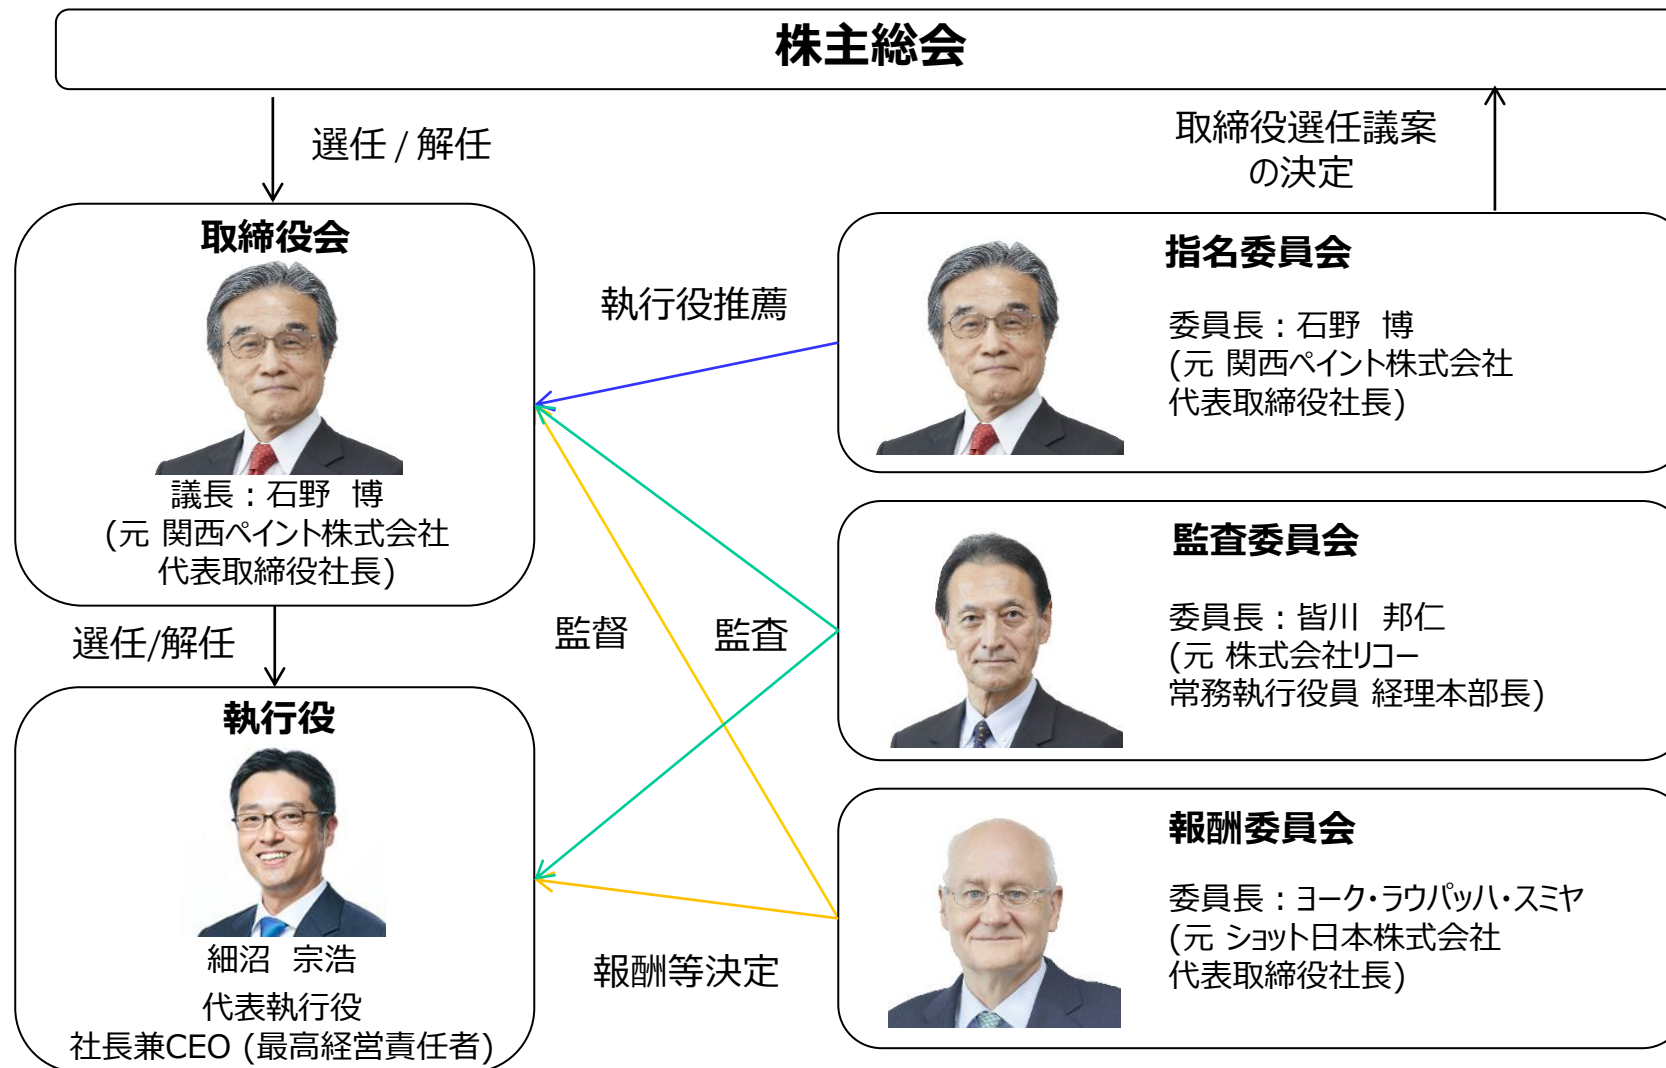 株主総会
選任 / 解任
取締役選任議案
の決定
取締役会
議長：石野 博
(元 関西ペイント株式会社
代表取締役社長)
選任/解任
執行役
細沼 宗浩
代表執行役
社長兼CEO (最高経営責任者)
執行役推薦
監督
監査
報酬等決定
指名委員会
委員長：石野 博
(元 関西ペイント株式会社
代表取締役社長)
監査委員会
委員長：皆川 邦仁
(元 株式会社リコー
常務執行役員 経理本部長)
報酬委員会
委員長：ヨーク・ラウパッハ・スミヤ
(元 ショット日本株式会社
代表取締役社長)